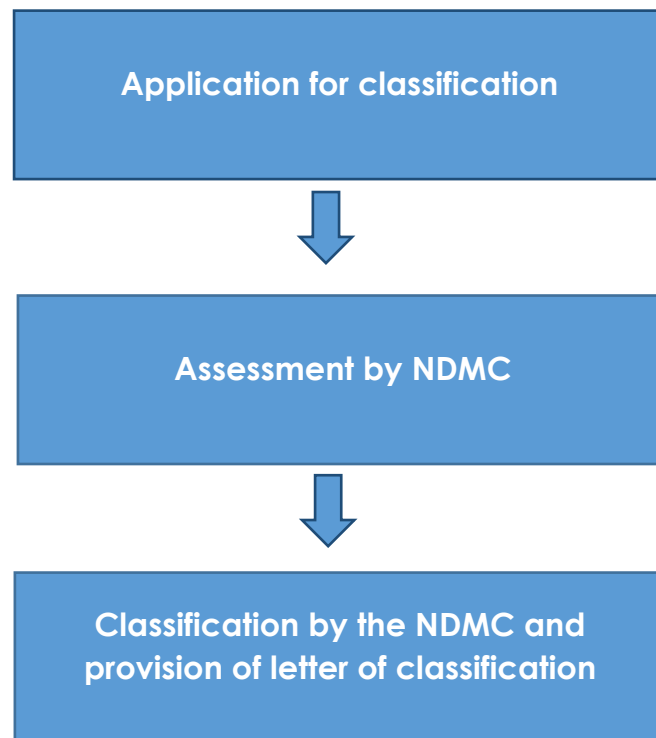 Application for classification
Assessment by NDMC
Classification by the NDMC and
provision of letter of classification